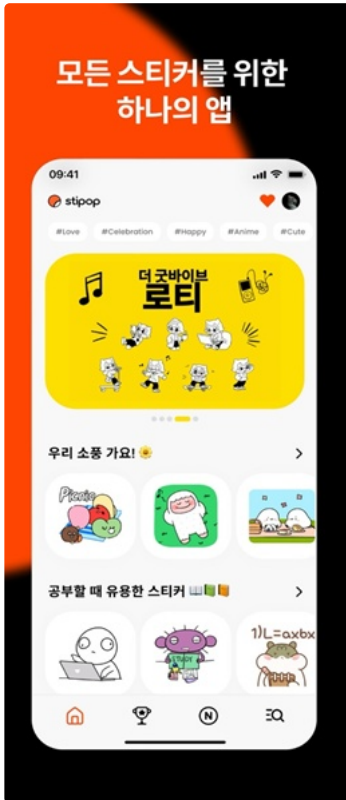 모든 스티커를 위한
하나의 앱
09:41
stipop
#Love #Celebration #Happy #Anime #Cute
더 굿바이브
로티
우리 소풍 가요!
Picnic
공부할 때 유용한 스티커
STUDY
1)L=axbx
N